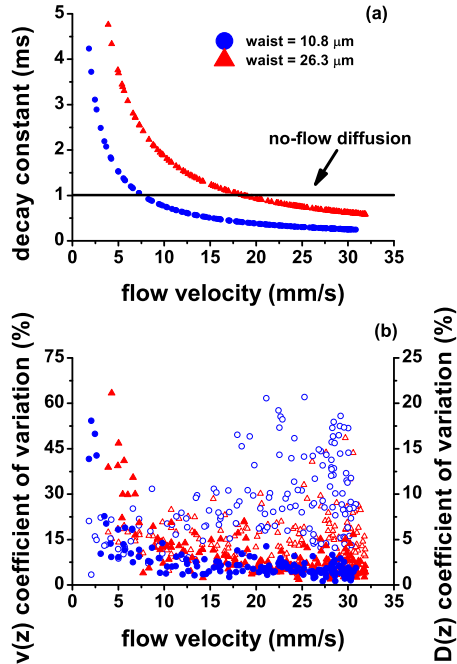 (a)
waist = 10.8 μm
waist = 26.3 μm
no-flow diffusion
decay constant (ms)
5
4
3
2
1
0
0 5 10 15 20 25 30 35
flow velocity (mm/s)
(b)
v(z) coefficient of variation (%)
75
60
45
30
15
0
D(z) coefficient of variation (%)
25
20
15
10
5
0
0 5 10 15 20 25 30 35
flow velocity (mm/s)